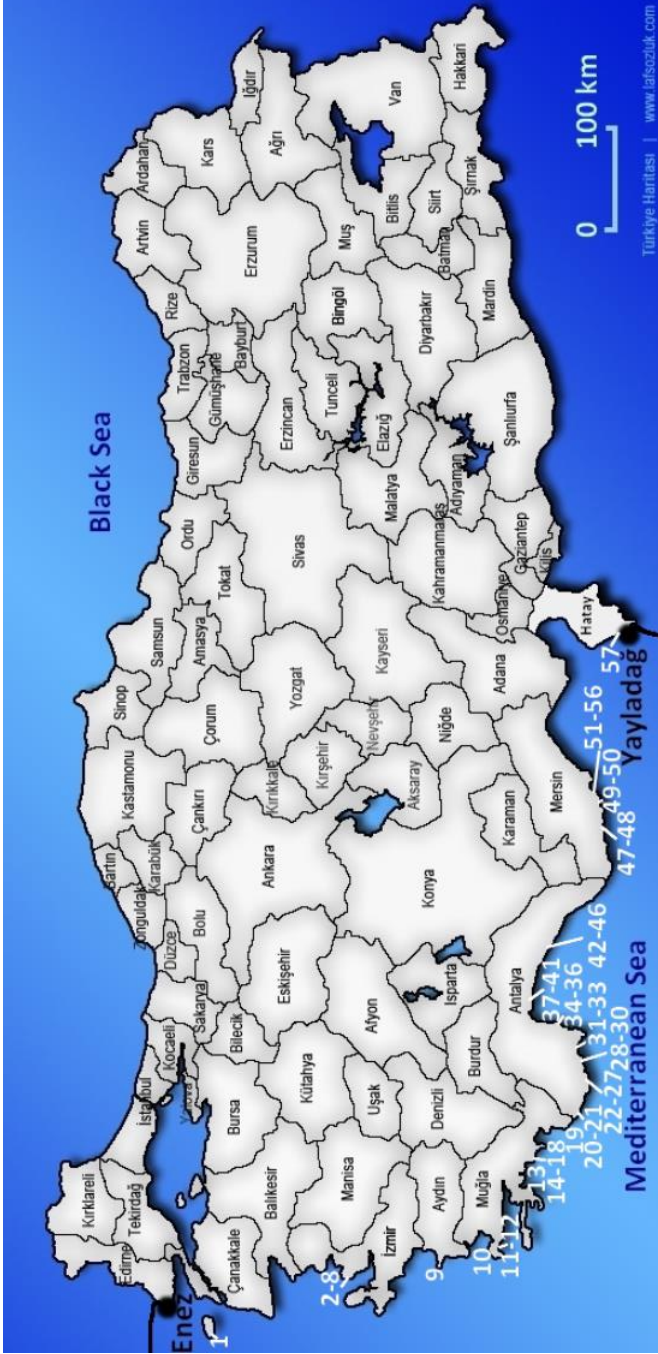 Black Sea
Kırklareli
Edirne
Tekirdağ
İstanbul
Enez
1
Çanakkale
Balıkesir
Bursa
Yalova
Kocaeli
Sakarya
Düzce
Zonguldak
Bartın
Karabük
Kastamonu
Sinop
Samsun
Ordu
Giresun
Trabzon
Rize
Artvin
Ardahan
Kars
Iğdır
Ağrı
Erzurum
Bayburt
Gümüşhane
Erzincan
Tunceli
Bingöl
Muş
Bitlis
Van
Hakkari
Şırnak
Siirt
Batman
Mardin
Diyarbakır
Elazığ
Malatya
Adıyaman
Şanlıurfa
Gaziantep
Kilis
Kahramanmaraş
Osmaniye
Hatay
Adana
Kayseri
Sivas
Tokat
Amasya
Çorum
Yozgat
Nevşehir
Niğde
Kırşehir
Kırıkkale
Çankırı
Ankara
Aksaray
Konya
Karaman
Mersin
Antalya
Isparta
Burdur
Afyon
Eskişehir
Bolu
Bilecik
Kütahya
Uşak
Denizli
Manisa
İzmir
Aydın
Muğla
2-8
9
10
11-12
13
14-18
19
20-21
22-27
28-30
31-33
34-36
37-41
42-46
47-48
49-50
51-56
57
Yayladağ
Mediterranean Sea
0 100 km
Türkiye Haritası | www.lafsozluk.com